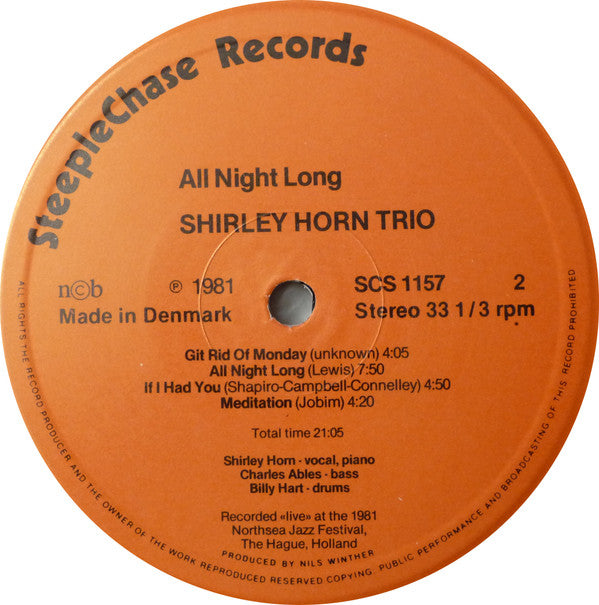 SteepleChase Records
All Night Long
SHIRLEY HORN TRIO
n©b ℗ 1981 SCS 1157 2
Made in Denmark Stereo 33 1/3 rpm
Git Rid Of Monday (unknown) 4:05
All Night Long (Lewis) 7:50
If I Had You (Shapiro-Campbell-Connelley) 4:50
Meditation (Jobim) 4:20
Total time 21:05
Shirley Horn · vocal, piano
Charles Ables · bass
Billy Hart · drums
Recorded «live» at the 1981
Northsea Jazz Festival,
The Hague, Holland
PRODUCED BY NILS WINTHER
ALL RIGHTS THE RECORD PRODUCER AND THE OWNER OF THE WORK REPRODUCED RESERVED COPYING, PUBLIC PERFORMANCE AND BROADCASTING OF THIS RECORD PROHIBITED